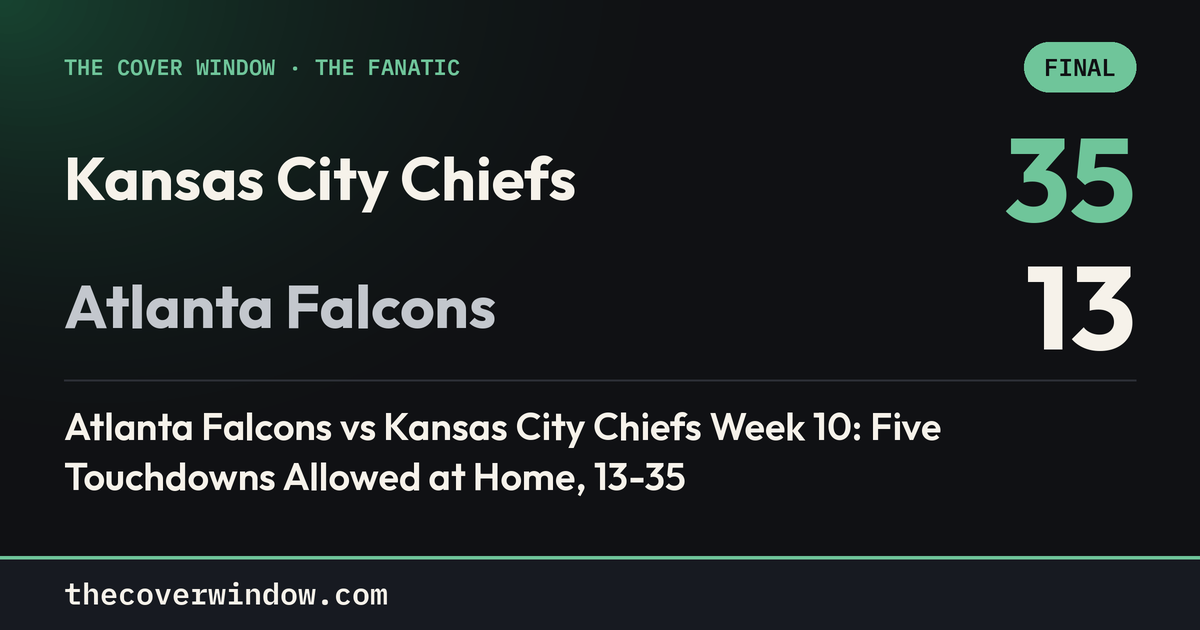 THE COVER WINDOW · THE FANATIC
FINAL
Kansas City Chiefs 35
Atlanta Falcons 13
Atlanta Falcons vs Kansas City Chiefs Week 10: Five
Touchdowns Allowed at Home, 13-35
thecoverwindow.com